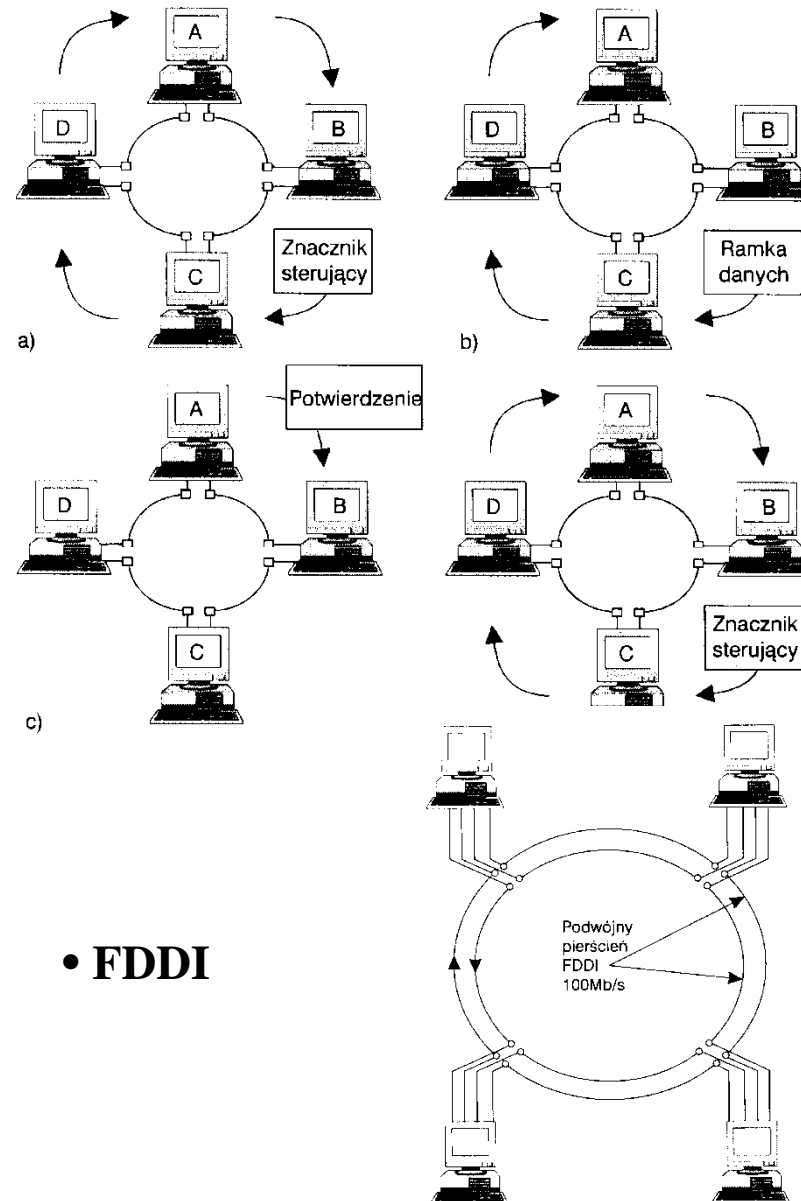 A
D
B
C
Znacznik
sterujący
a)
A
D
B
C
Ramka
danych
b)
A
Potwierdzenie
D
B
C
c)
A
D
B
C
Znacznik
sterujący
• FDDI
Podwójny
pierścień
FDDI
100Mb/s